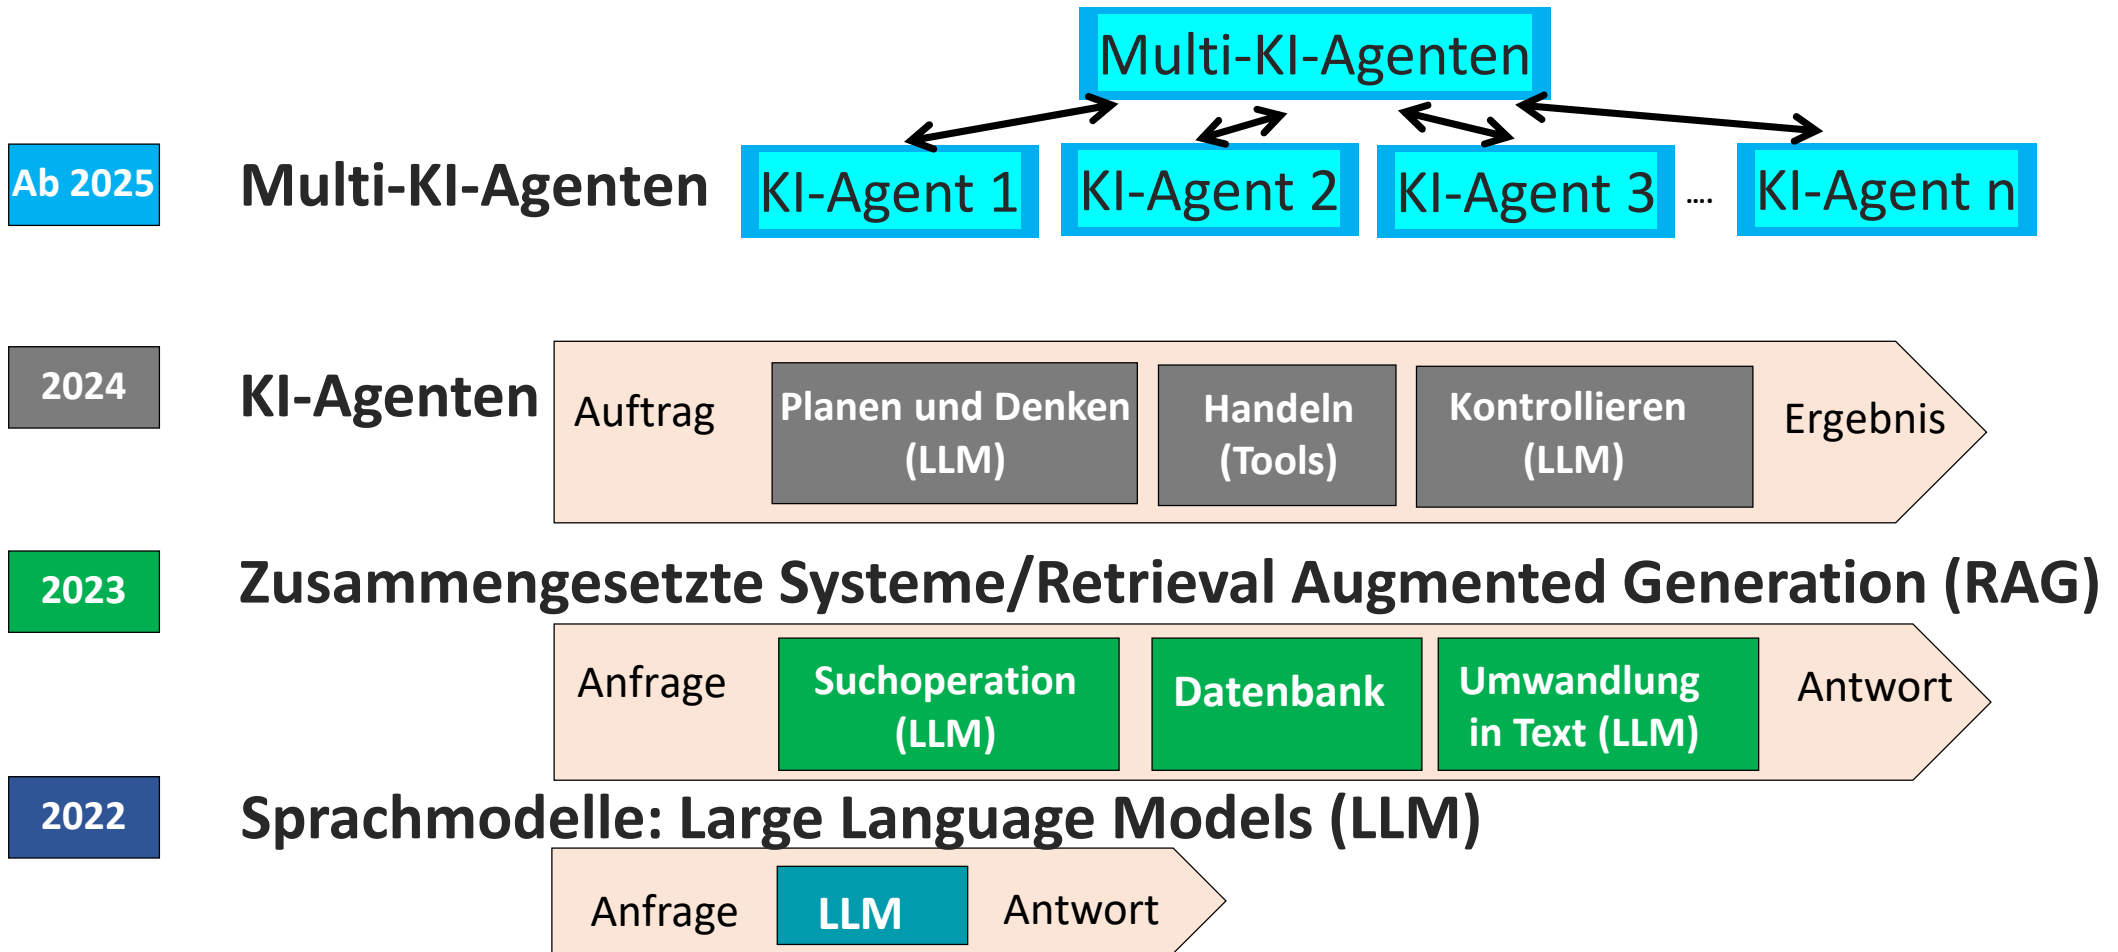 Multi-KI-Agenten
Ab 2025
Multi-KI-Agenten
KI-Agent 1
KI-Agent 2
KI-Agent 3
....
KI-Agent n
2024
KI-Agenten
Auftrag
Planen und Denken
(LLM)
Handeln
(Tools)
Kontrollieren
(LLM)
Ergebnis
2023
Zusammengesetzte Systeme/Retrieval Augmented Generation (RAG)
Anfrage
Suchoperation
(LLM)
Datenbank
Umwandlung
in Text (LLM)
Antwort
2022
Sprachmodelle: Large Language Models (LLM)
Anfrage
LLM
Antwort